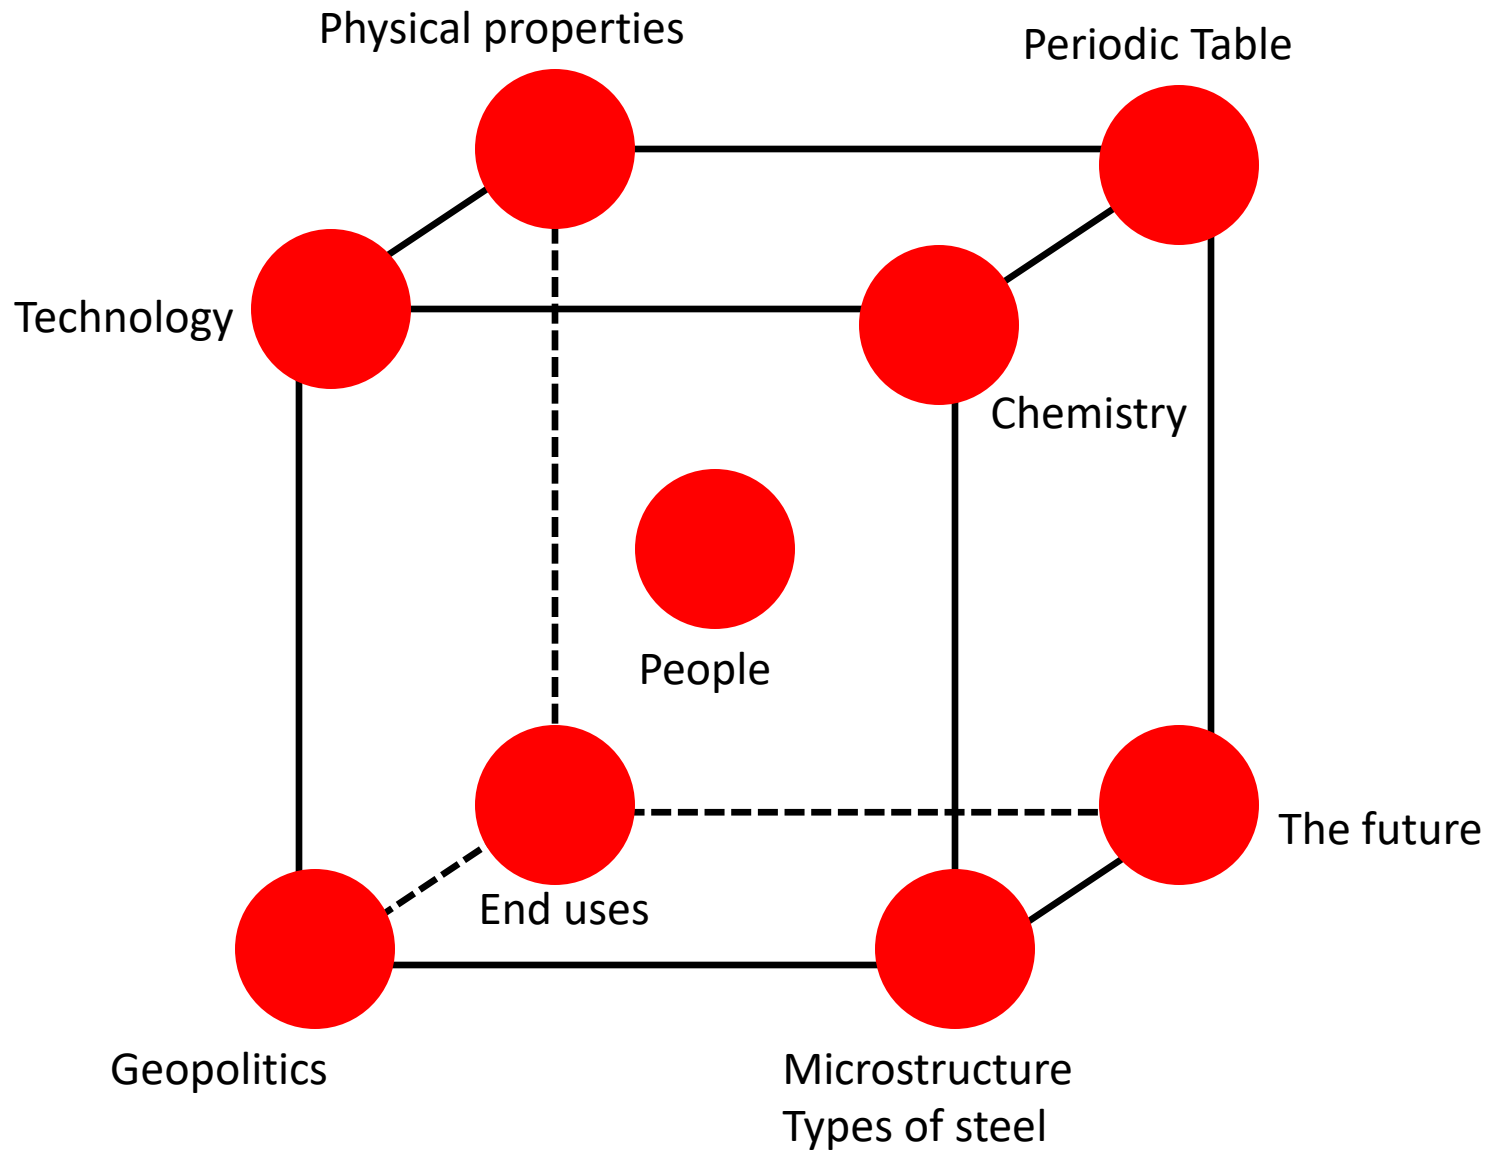 Physical properties
Periodic Table
Technology
Chemistry
People
The future
End uses
Geopolitics
Microstructure
Types of steel